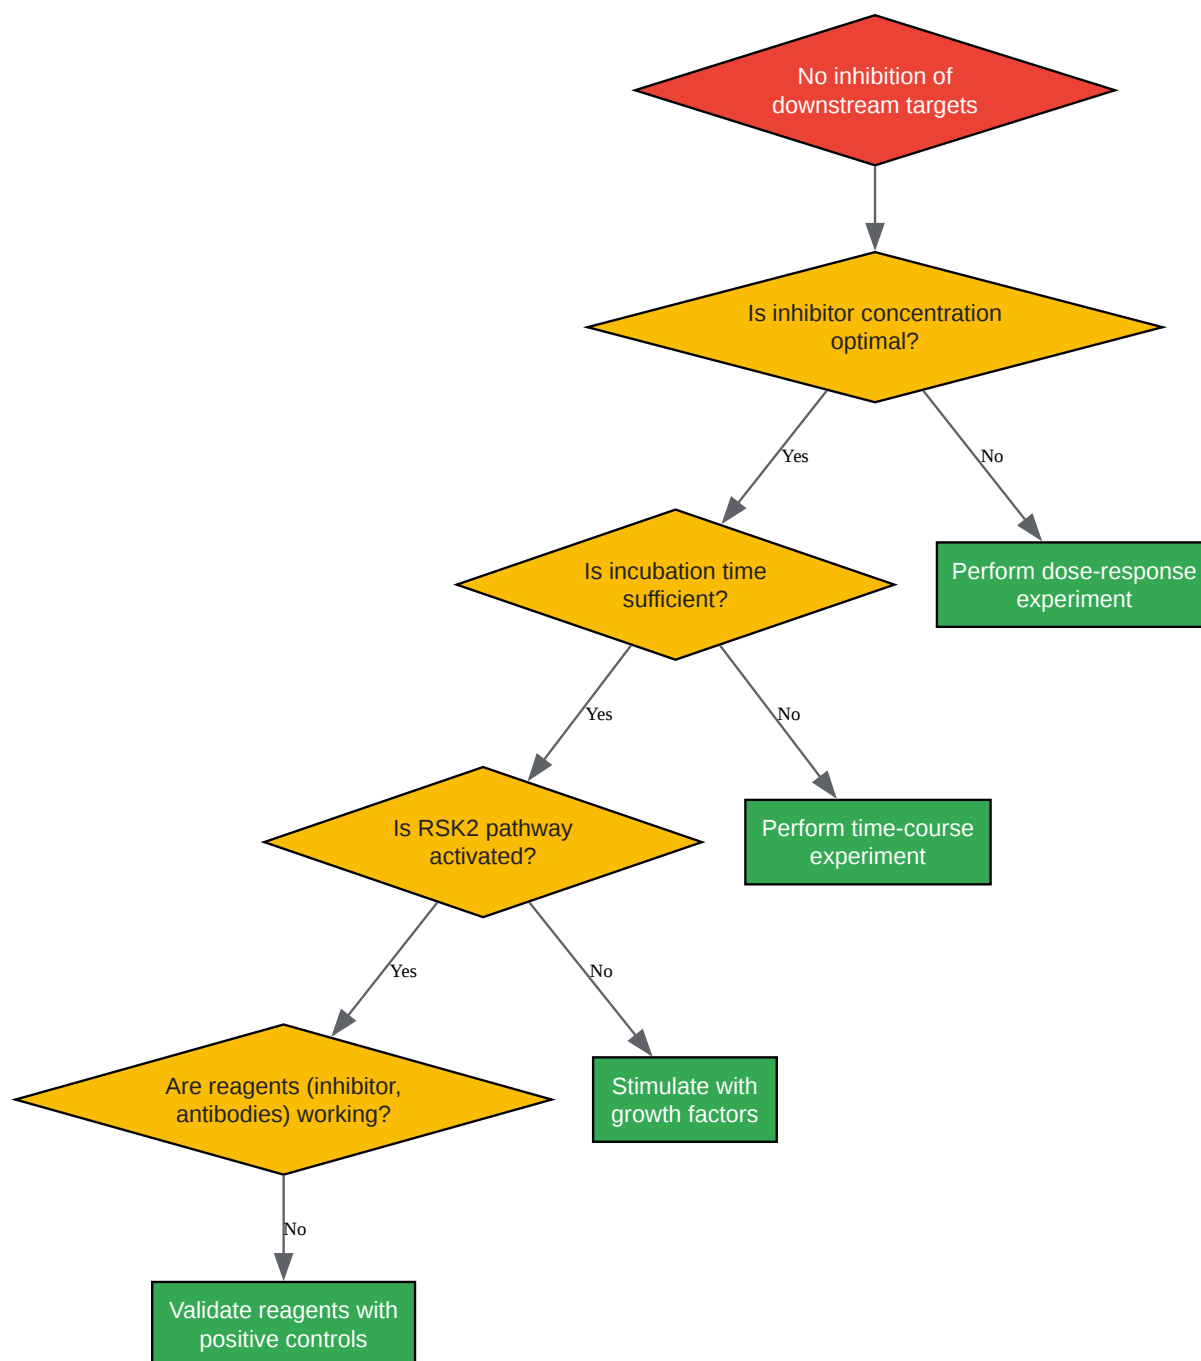 No inhibition of
downstream targets
Is inhibitor concentration
optimal?
Yes
No
Is incubation time
sufficient?
Perform dose-response
experiment
Yes
No
Is RSK2 pathway
activated?
Perform time-course
experiment
Yes
No
Are reagents (inhibitor,
antibodies) working?
Stimulate with
growth factors
No
Validate reagents with
positive controls